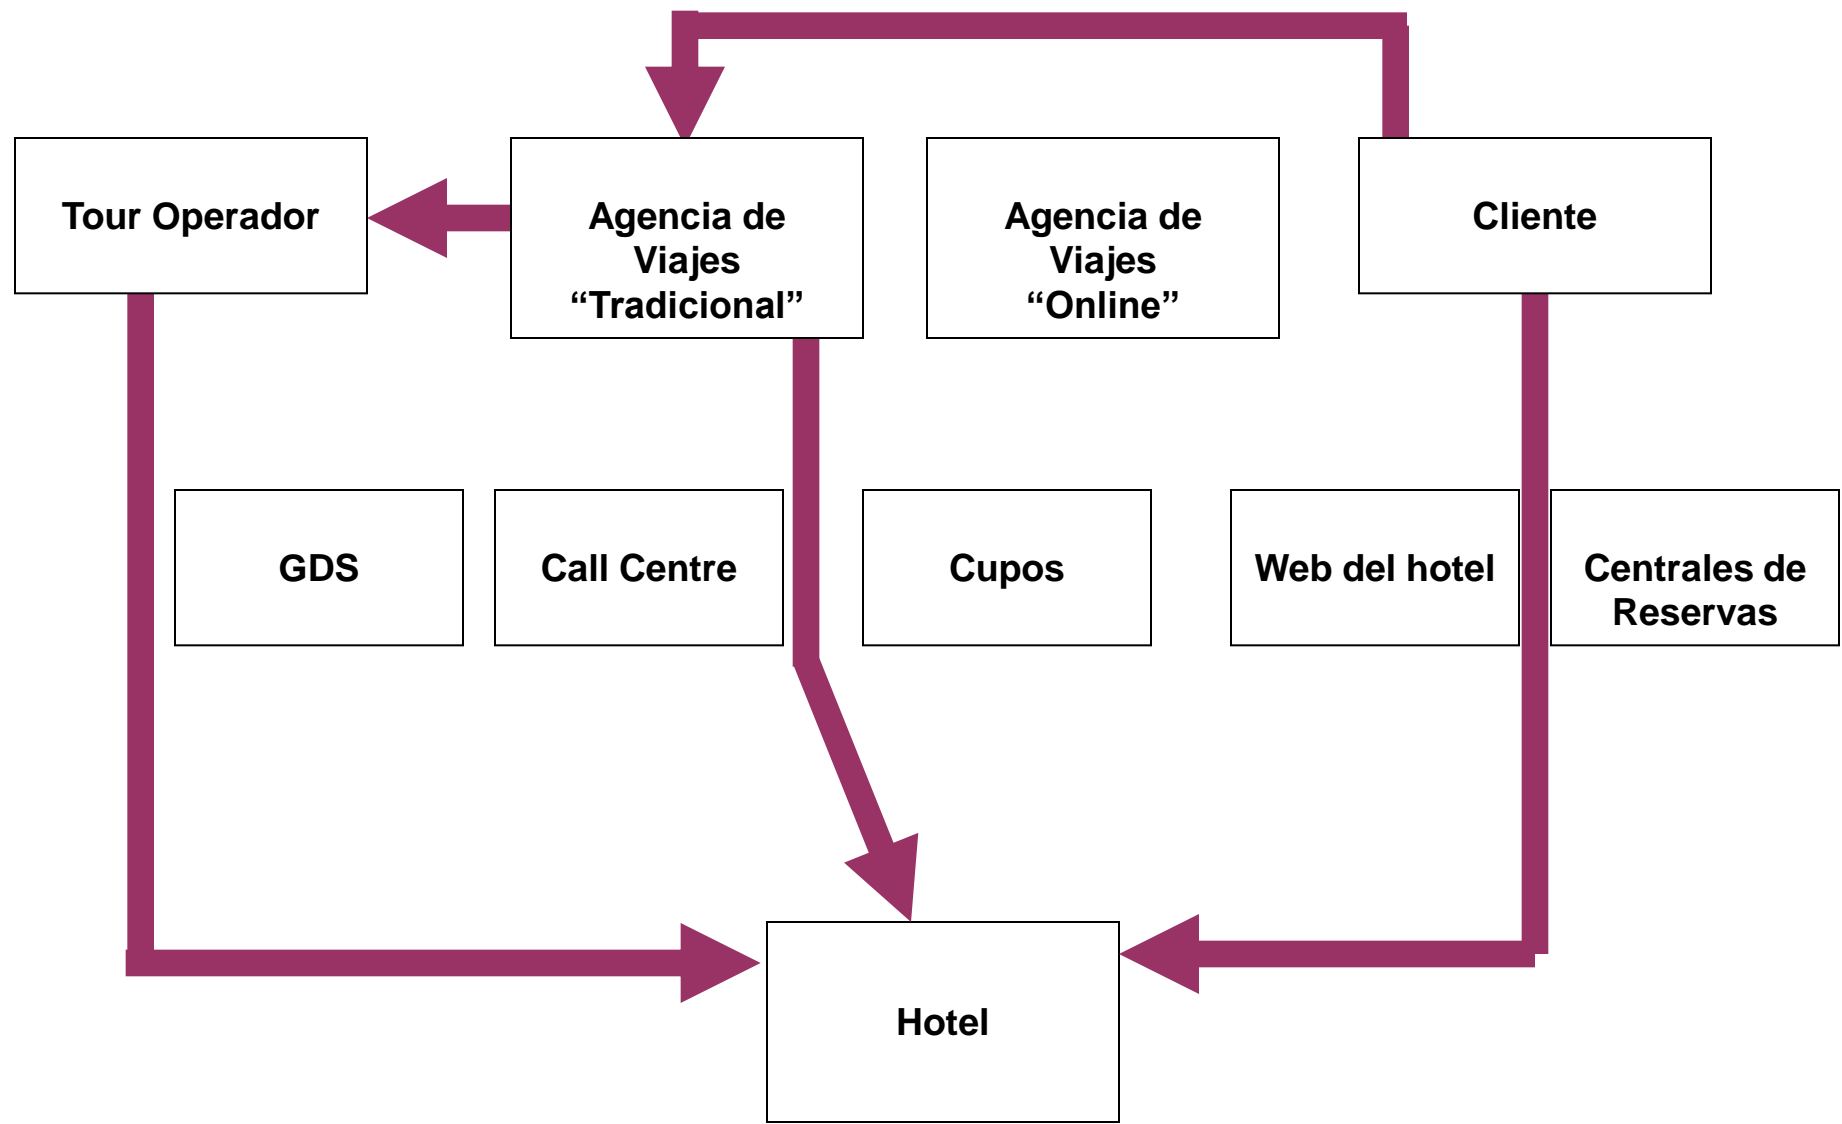 Tour Operador
Agencia de
Viajes
“Tradicional”
Agencia de
Viajes
“Online”
Cliente
GDS
Call Centre
Cupos
Web del hotel
Centrales de
Reservas
Hotel